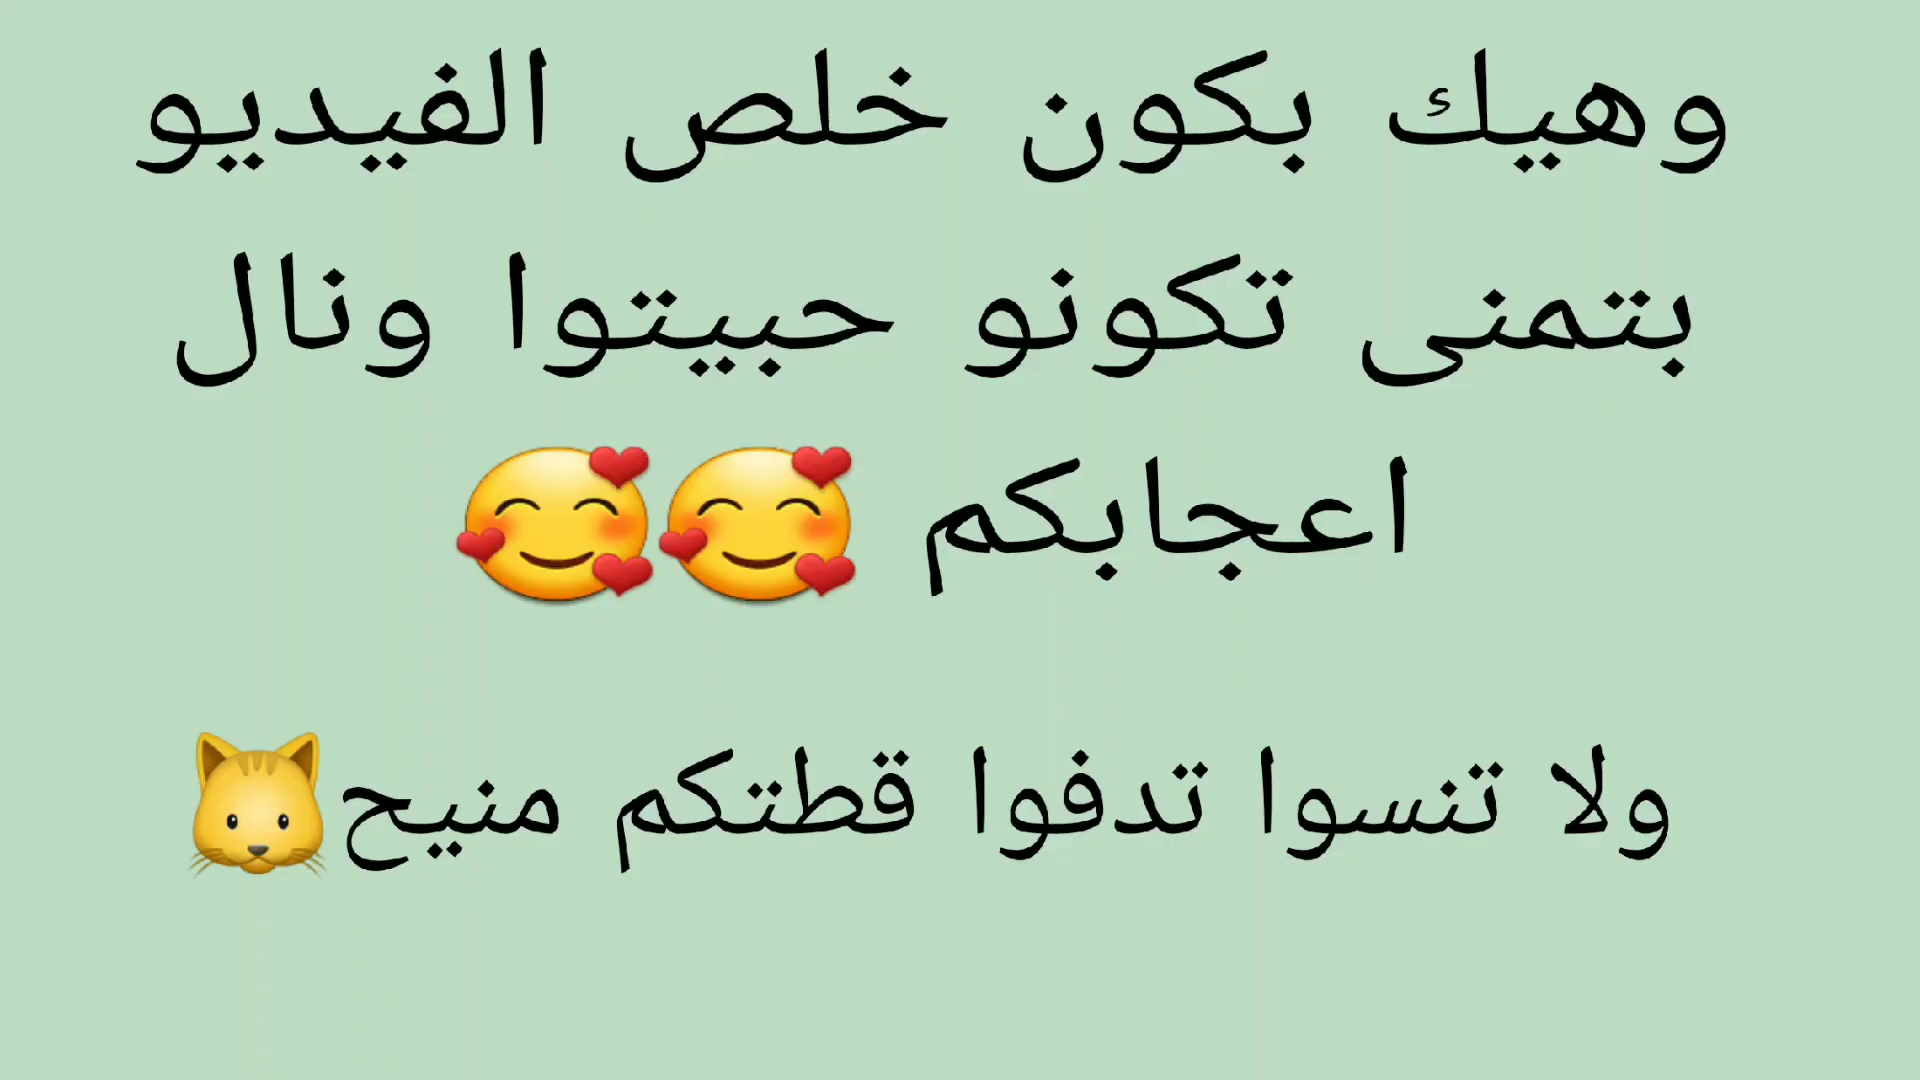 وهيك بكون خلص الفيديو
بتمنى تكونو حبيتوا ونال
اعجابكم 🥰🥰
ولا تنسوا تدفوا قطتكم منيح🐱